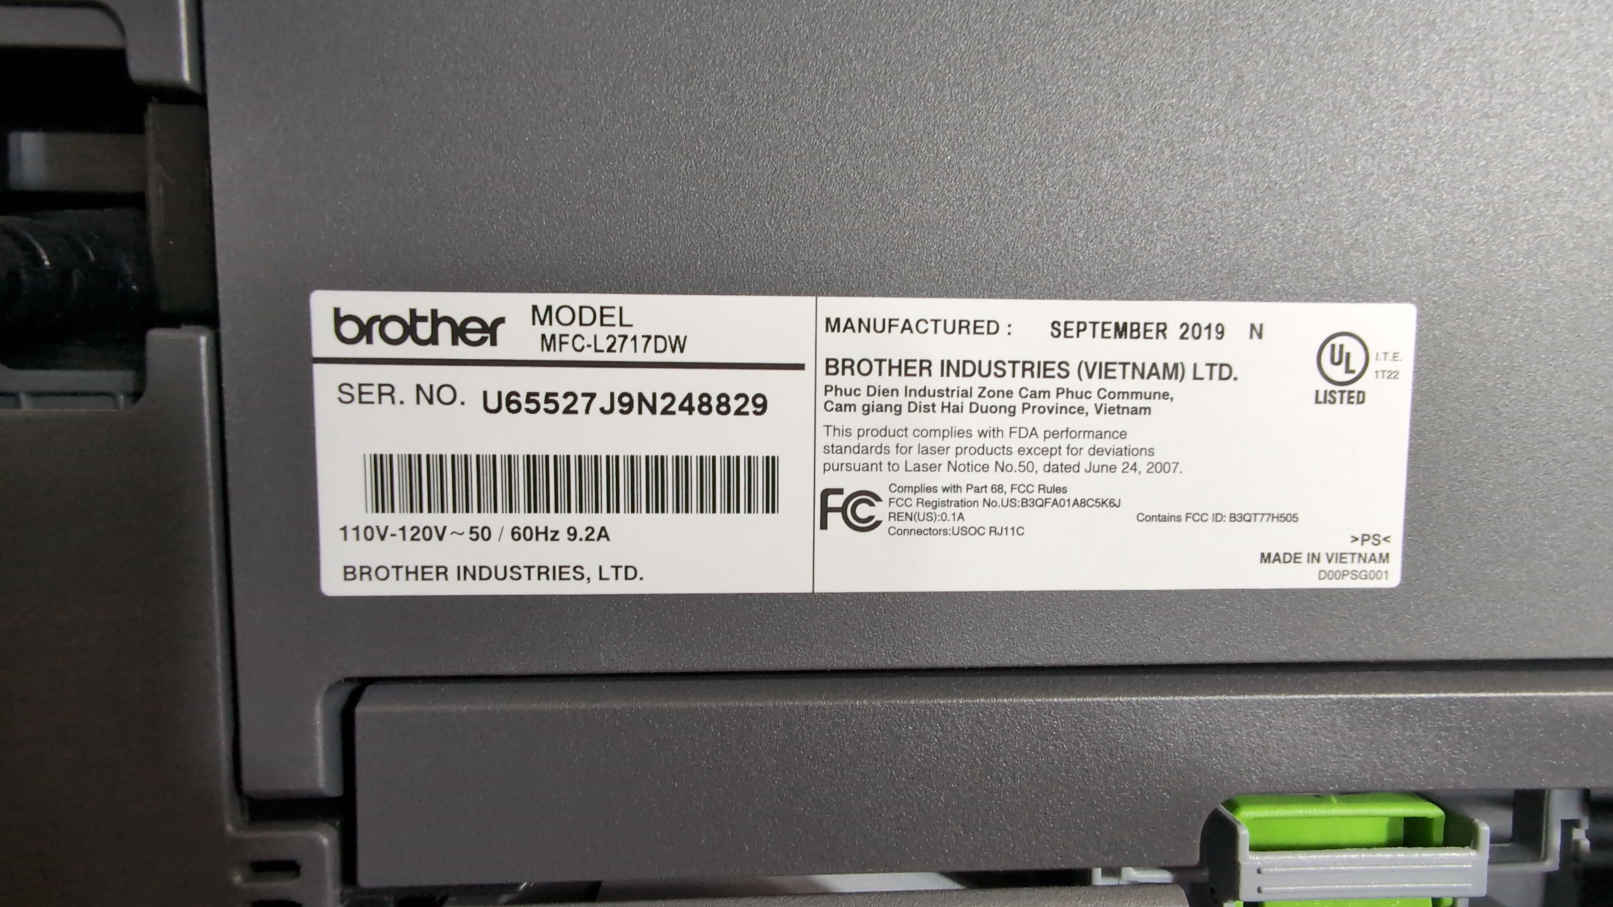 brother MODEL
MFC-L2717DW
SER. NO. U65527J9N248829
110V-120V~50 / 60Hz 9.2A
BROTHER INDUSTRIES, LTD.
MANUFACTURED : SEPTEMBER 2019 N
BROTHER INDUSTRIES (VIETNAM) LTD.
Phuc Dien Industrial Zone Cam Phuc Commune,
Cam giang Dist Hai Duong Province, Vietnam
This product complies with FDA performance
standards for laser products except for deviations
pursuant to Laser Notice No.50, dated June 24, 2007.
FC
Complies with Part 68, FCC Rules
FCC Registration No.US:B3QFA01A8C5K6J
REN(US):0.1A
Connectors:USOC RJ11C
Contains FCC ID: B3QT77H505
UL
LISTED
I.T.E.
1T22
>PS<
MADE IN VIETNAM
D00PSG001